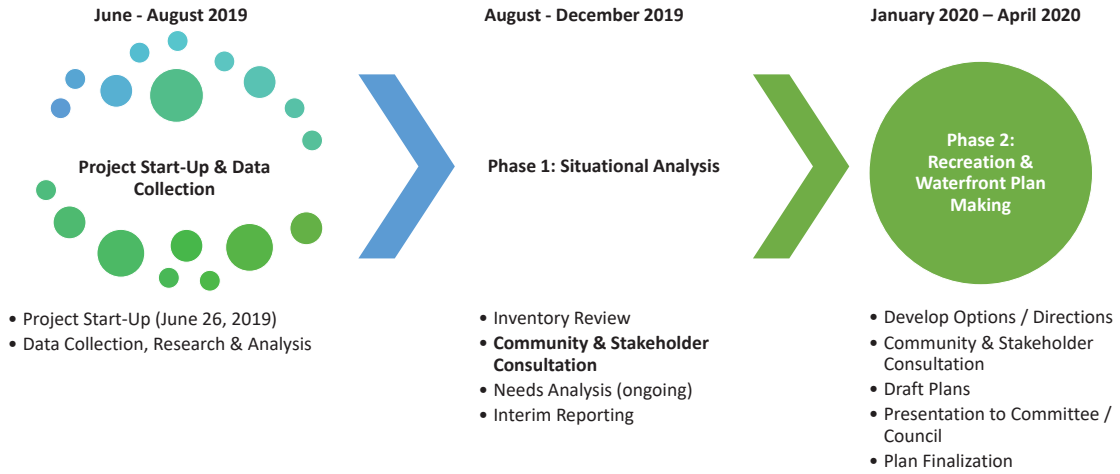 June - August 2019
Project Start-Up & Data
Collection
• Project Start-Up (June 26, 2019)
• Data Collection, Research & Analysis
August - December 2019
Phase 1: Situational Analysis
• Inventory Review
• Community & Stakeholder
Consultation
• Needs Analysis (ongoing)
• Interim Reporting
January 2020 – April 2020
Phase 2:
Recreation &
Waterfront Plan
Making
• Develop Options / Directions
• Community & Stakeholder
Consultation
• Draft Plans
• Presentation to Committee /
Council
• Plan Finalization